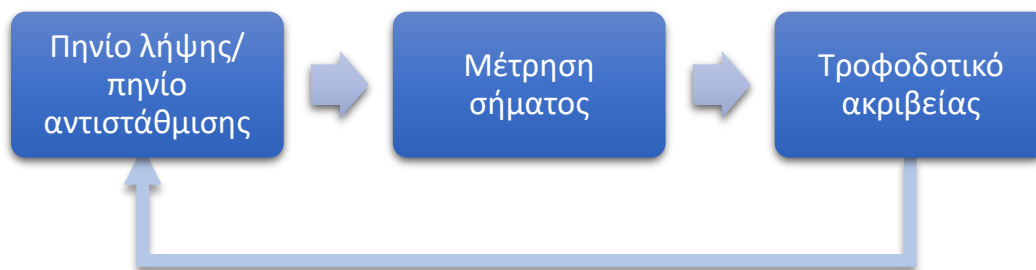 Πηνίο λήψης/
πηνίο
αντιστάθμισης
Μέτρηση
σήματος
Τροφοδοτικό
ακριβείας